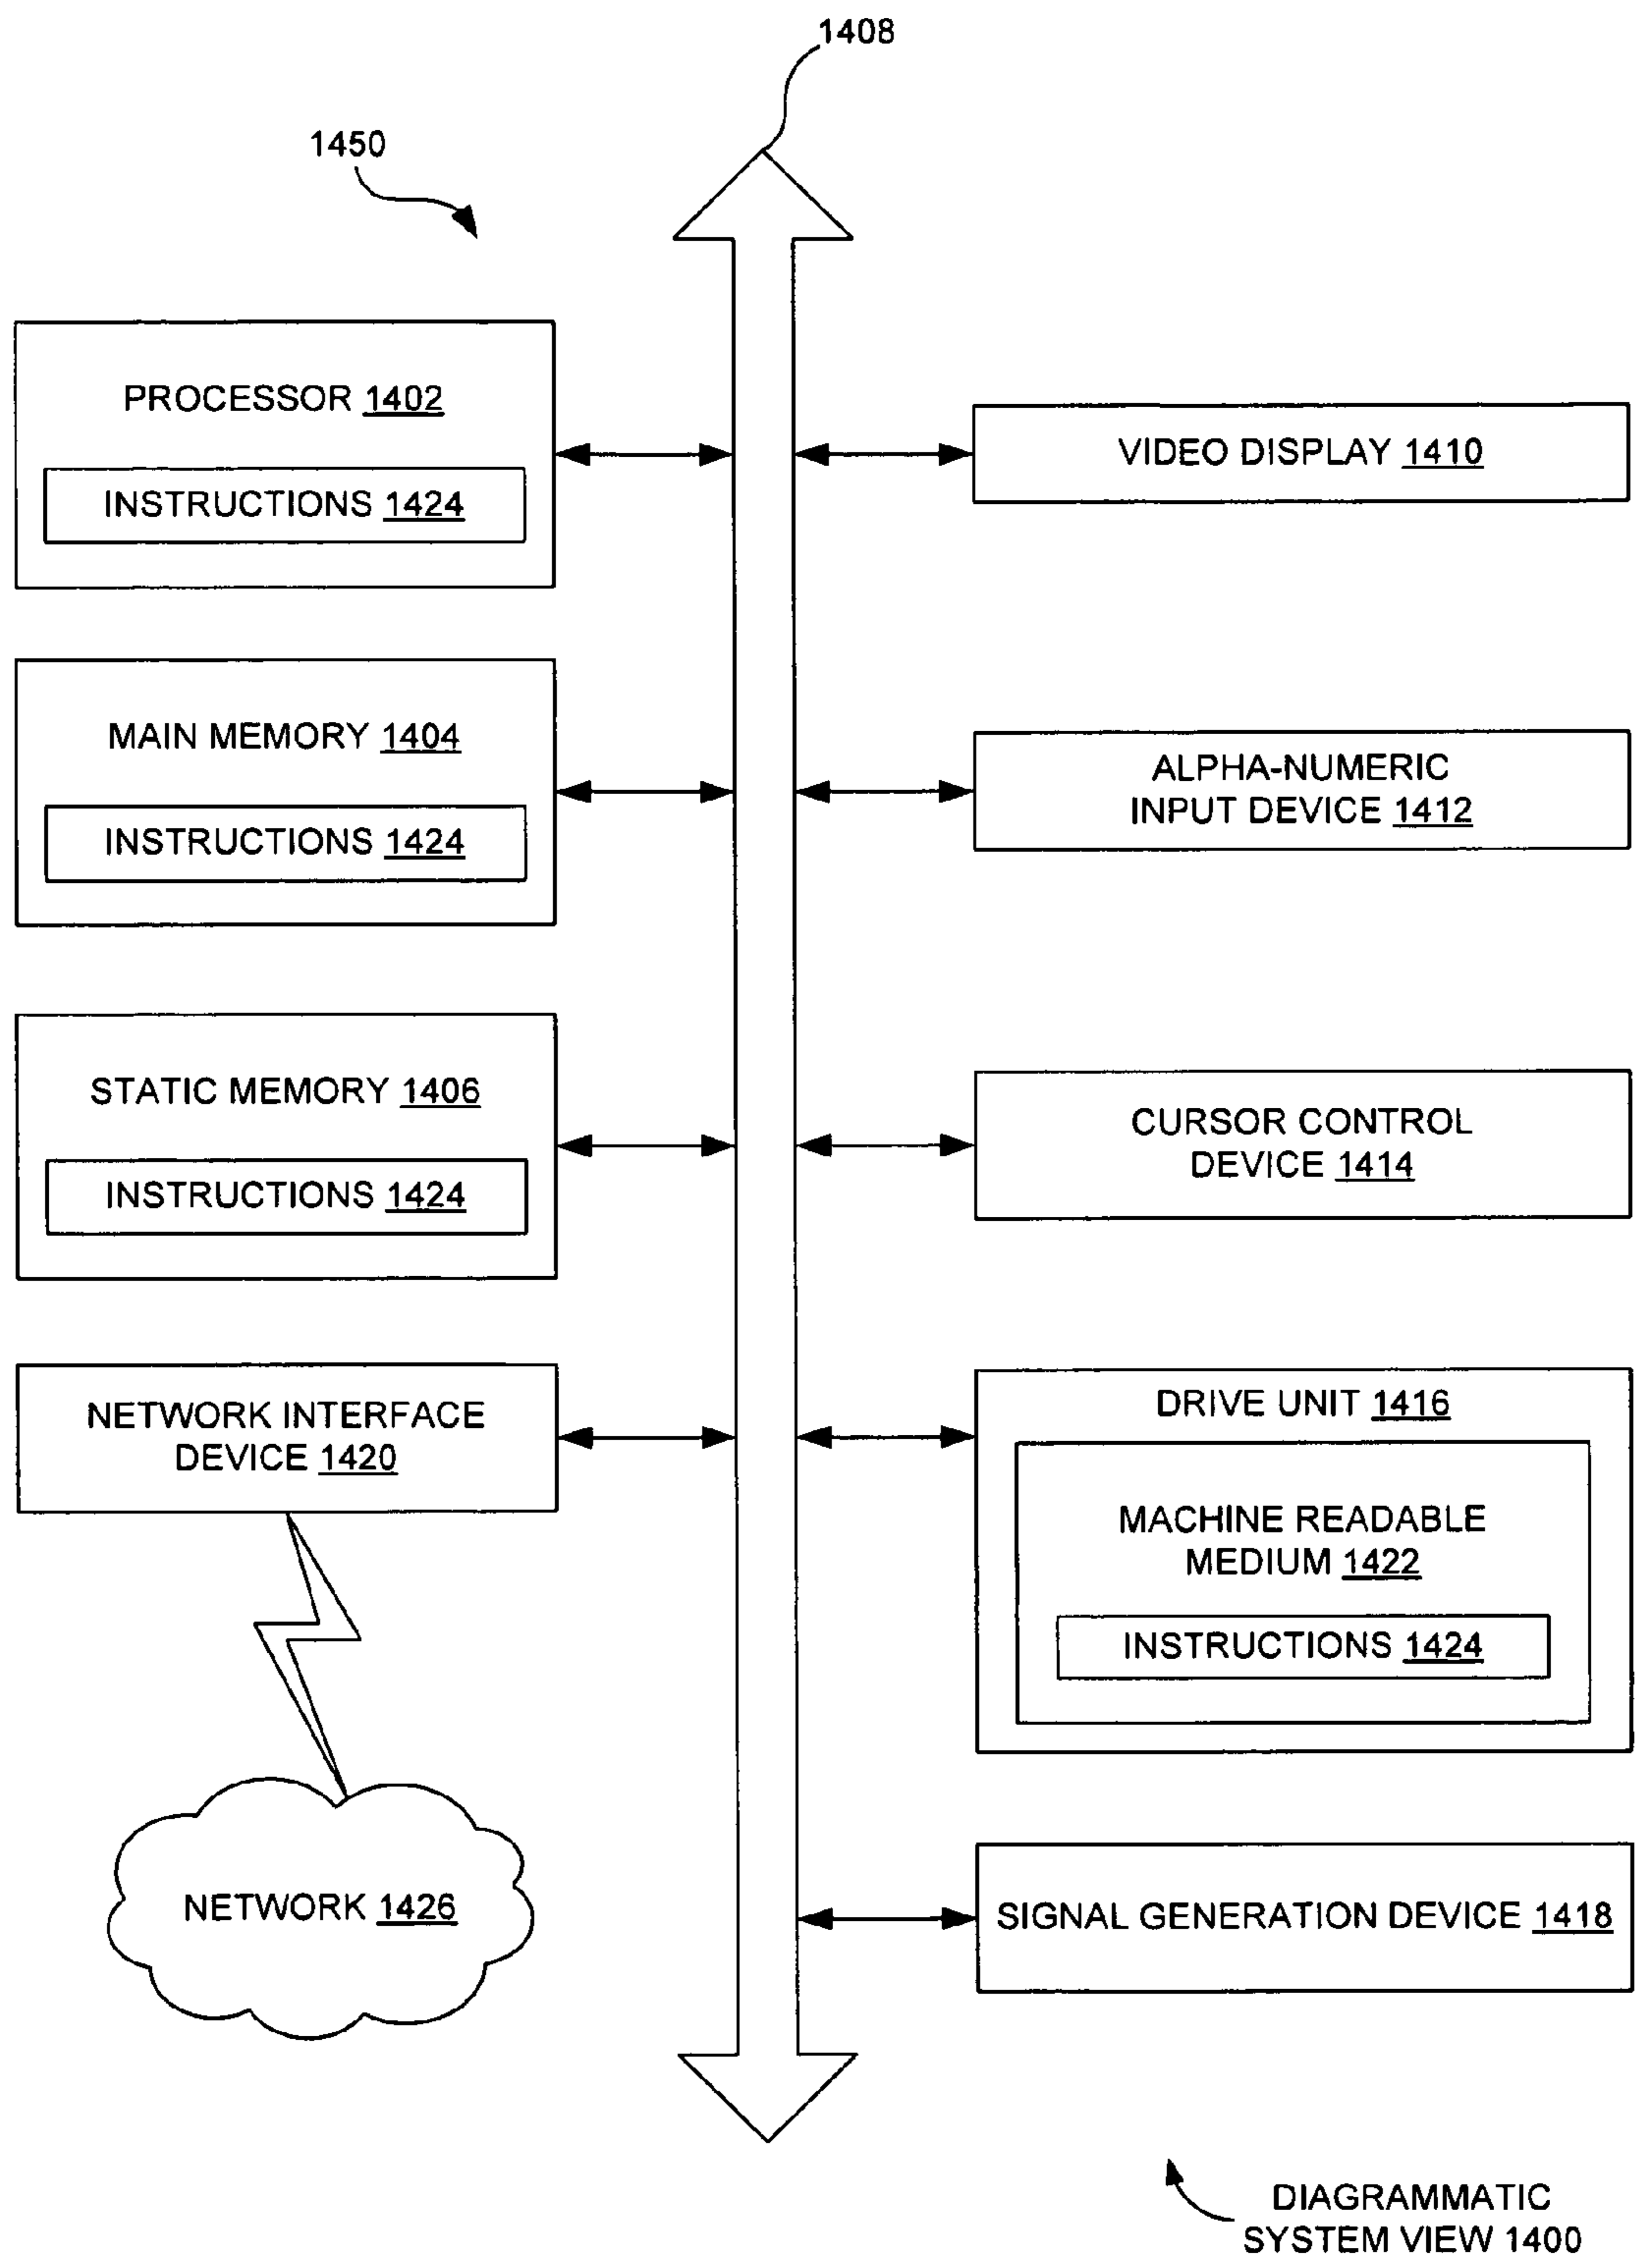 1408
1450
PROCESSOR 1402
INSTRUCTIONS 1424
MAIN MEMORY 1404
INSTRUCTIONS 1424
STATIC MEMORY 1406
INSTRUCTIONS 1424
NETWORK INTERFACE
DEVICE 1420
NETWORK 1426
VIDEO DISPLAY 1410
ALPHA-NUMERIC
INPUT DEVICE 1412
CURSOR CONTROL
DEVICE 1414
DRIVE UNIT 1416
MACHINE READABLE
MEDIUM 1422
INSTRUCTIONS 1424
SIGNAL GENERATION DEVICE 1418
DIAGRAMMATIC
SYSTEM VIEW 1400